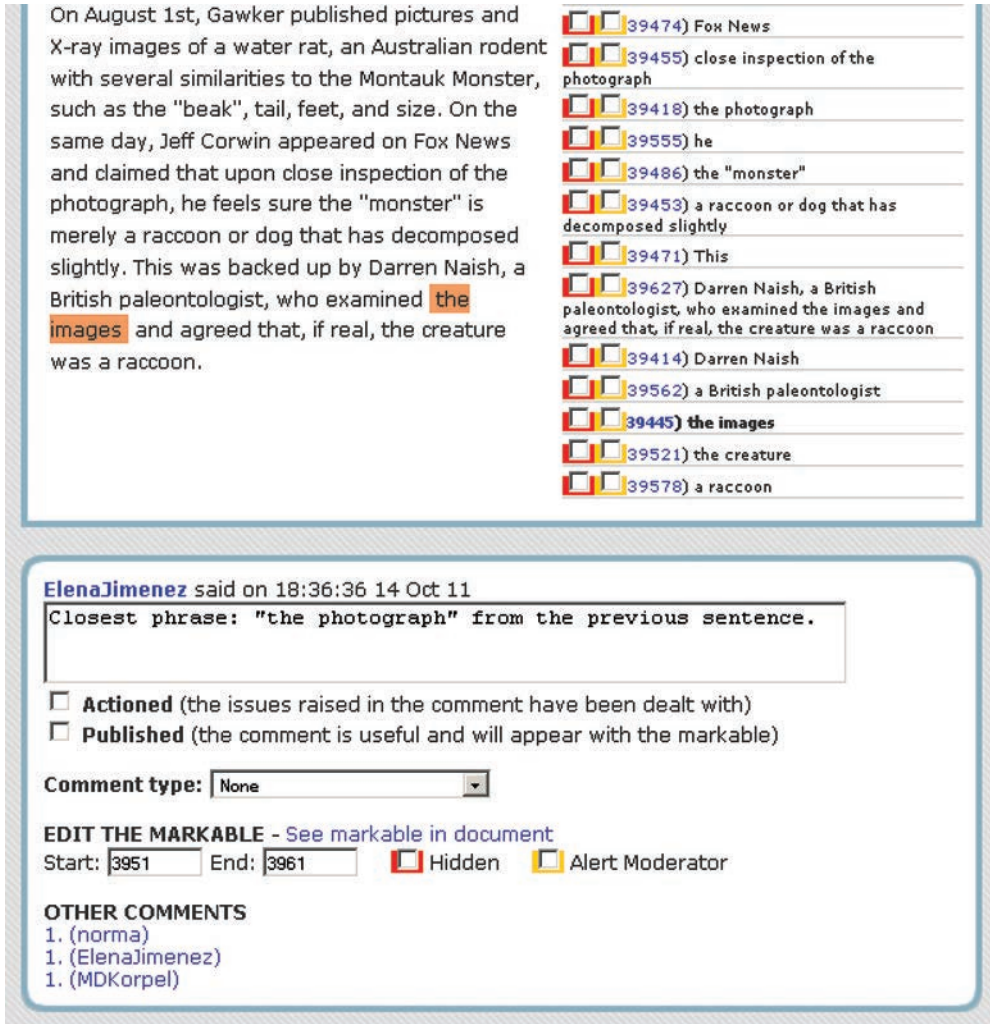 On August 1st, Gawker published pictures and
X-ray images of a water rat, an Australian rodent
with several similarities to the Montauk Monster,
such as the "beak", tail, feet, and size. On the
same day, Jeff Corwin appeared on Fox News
and claimed that upon close inspection of the
photograph, he feels sure the "monster" is
merely a raccoon or dog that has decomposed
slightly. This was backed up by Darren Naish, a
British paleontologist, who examined the
images and agreed that, if real, the creature
was a raccoon.
39474) Fox News
39455) close inspection of the
photograph
39418) the photograph
39555) he
39486) the "monster"
39453) a raccoon or dog that has
decomposed slightly
39471) This
39627) Darren Naish, a British
paleontologist, who examined the images and
agreed that, if real, the creature was a raccoon
39414) Darren Naish
39562) a British paleontologist
39445) the images
39521) the creature
39578) a raccoon
ElenaJimenez said on 18:36:36 14 Oct 11
Closest phrase: "the photograph" from the previous sentence.
Actioned (the issues raised in the comment have been dealt with)
Published (the comment is useful and will appear with the markable)
Comment type: None
EDIT THE MARKABLE - See markable in document
Start: 3951 End: 3961 Hidden Alert Moderator
OTHER COMMENTS
1. (norma)
1. (ElenaJimenez)
1. (MDKorpel)